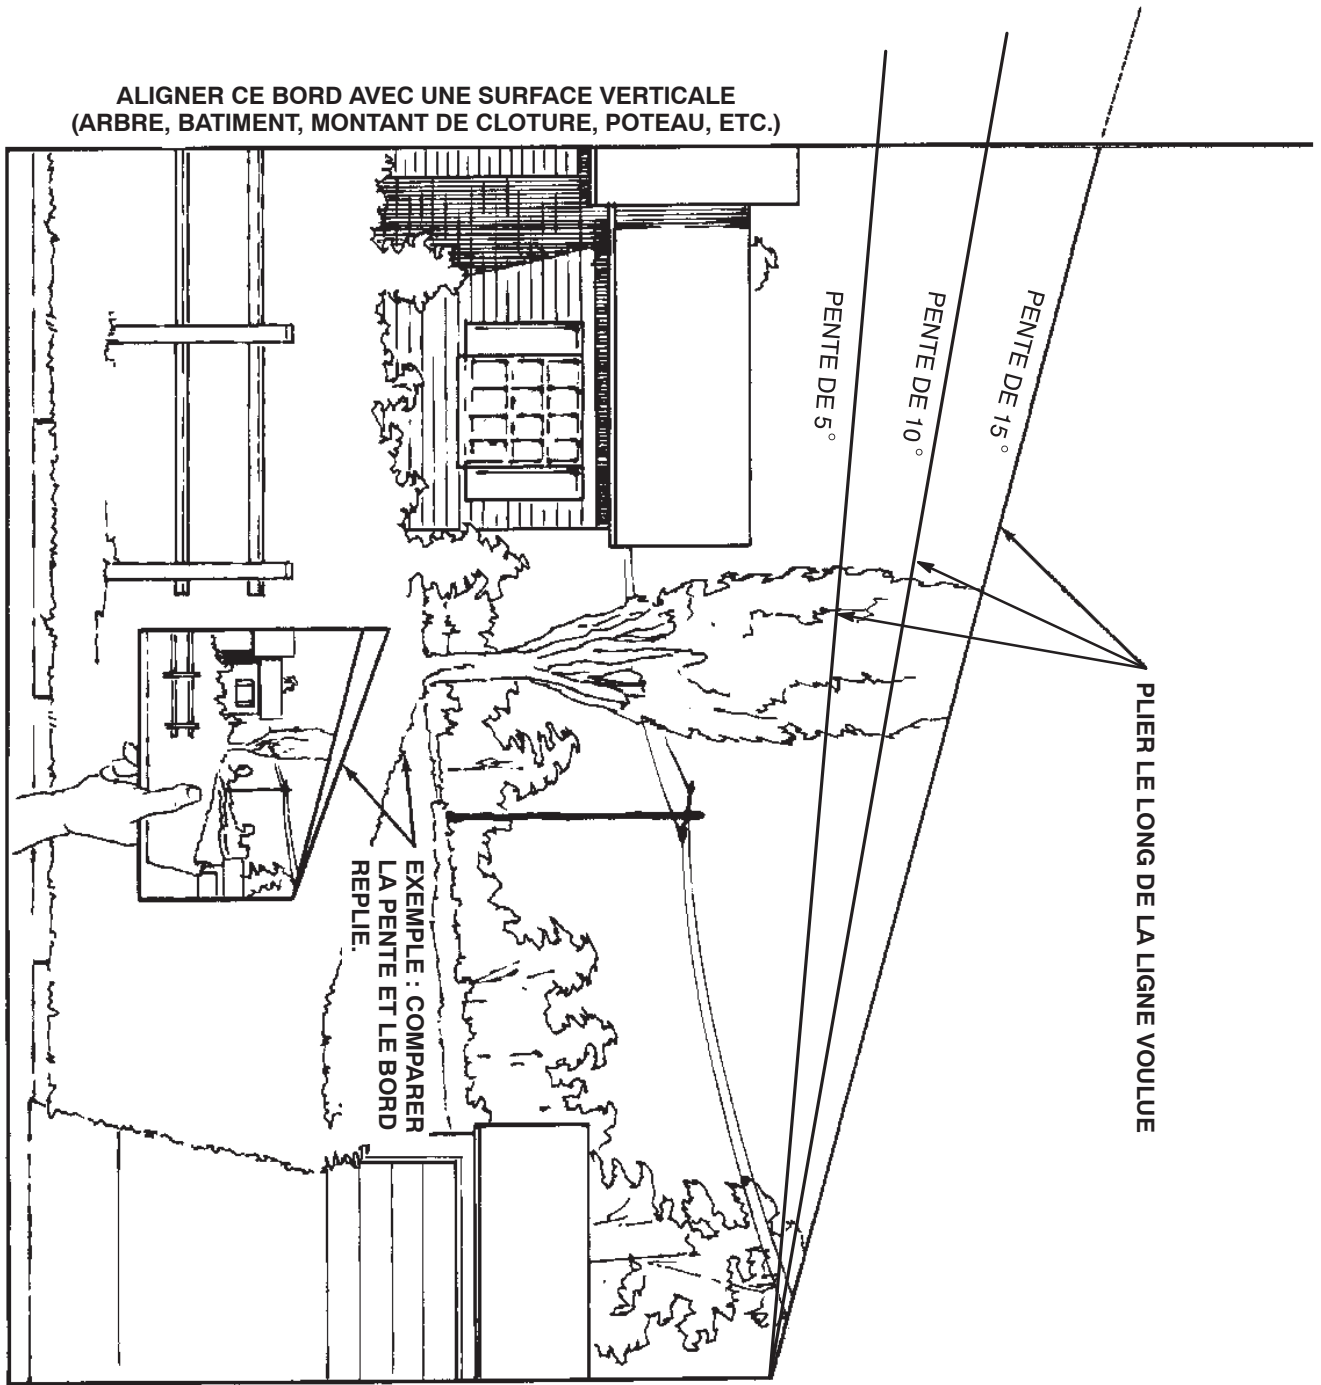 ALIGNER CE BORD AVEC UNE SURFACE VERTICALE
(ARBRE, BATIMENT, MONTANT DE CLOTURE, POTEAU, ETC.)
PENTE DE 5°
PENTE DE 10°
PENTE DE 15°
PLIER LE LONG DE LA LIGNE VOULUE
EXEMPLE : COMPARER
LA PENTE ET LE BORD
REPLIE.